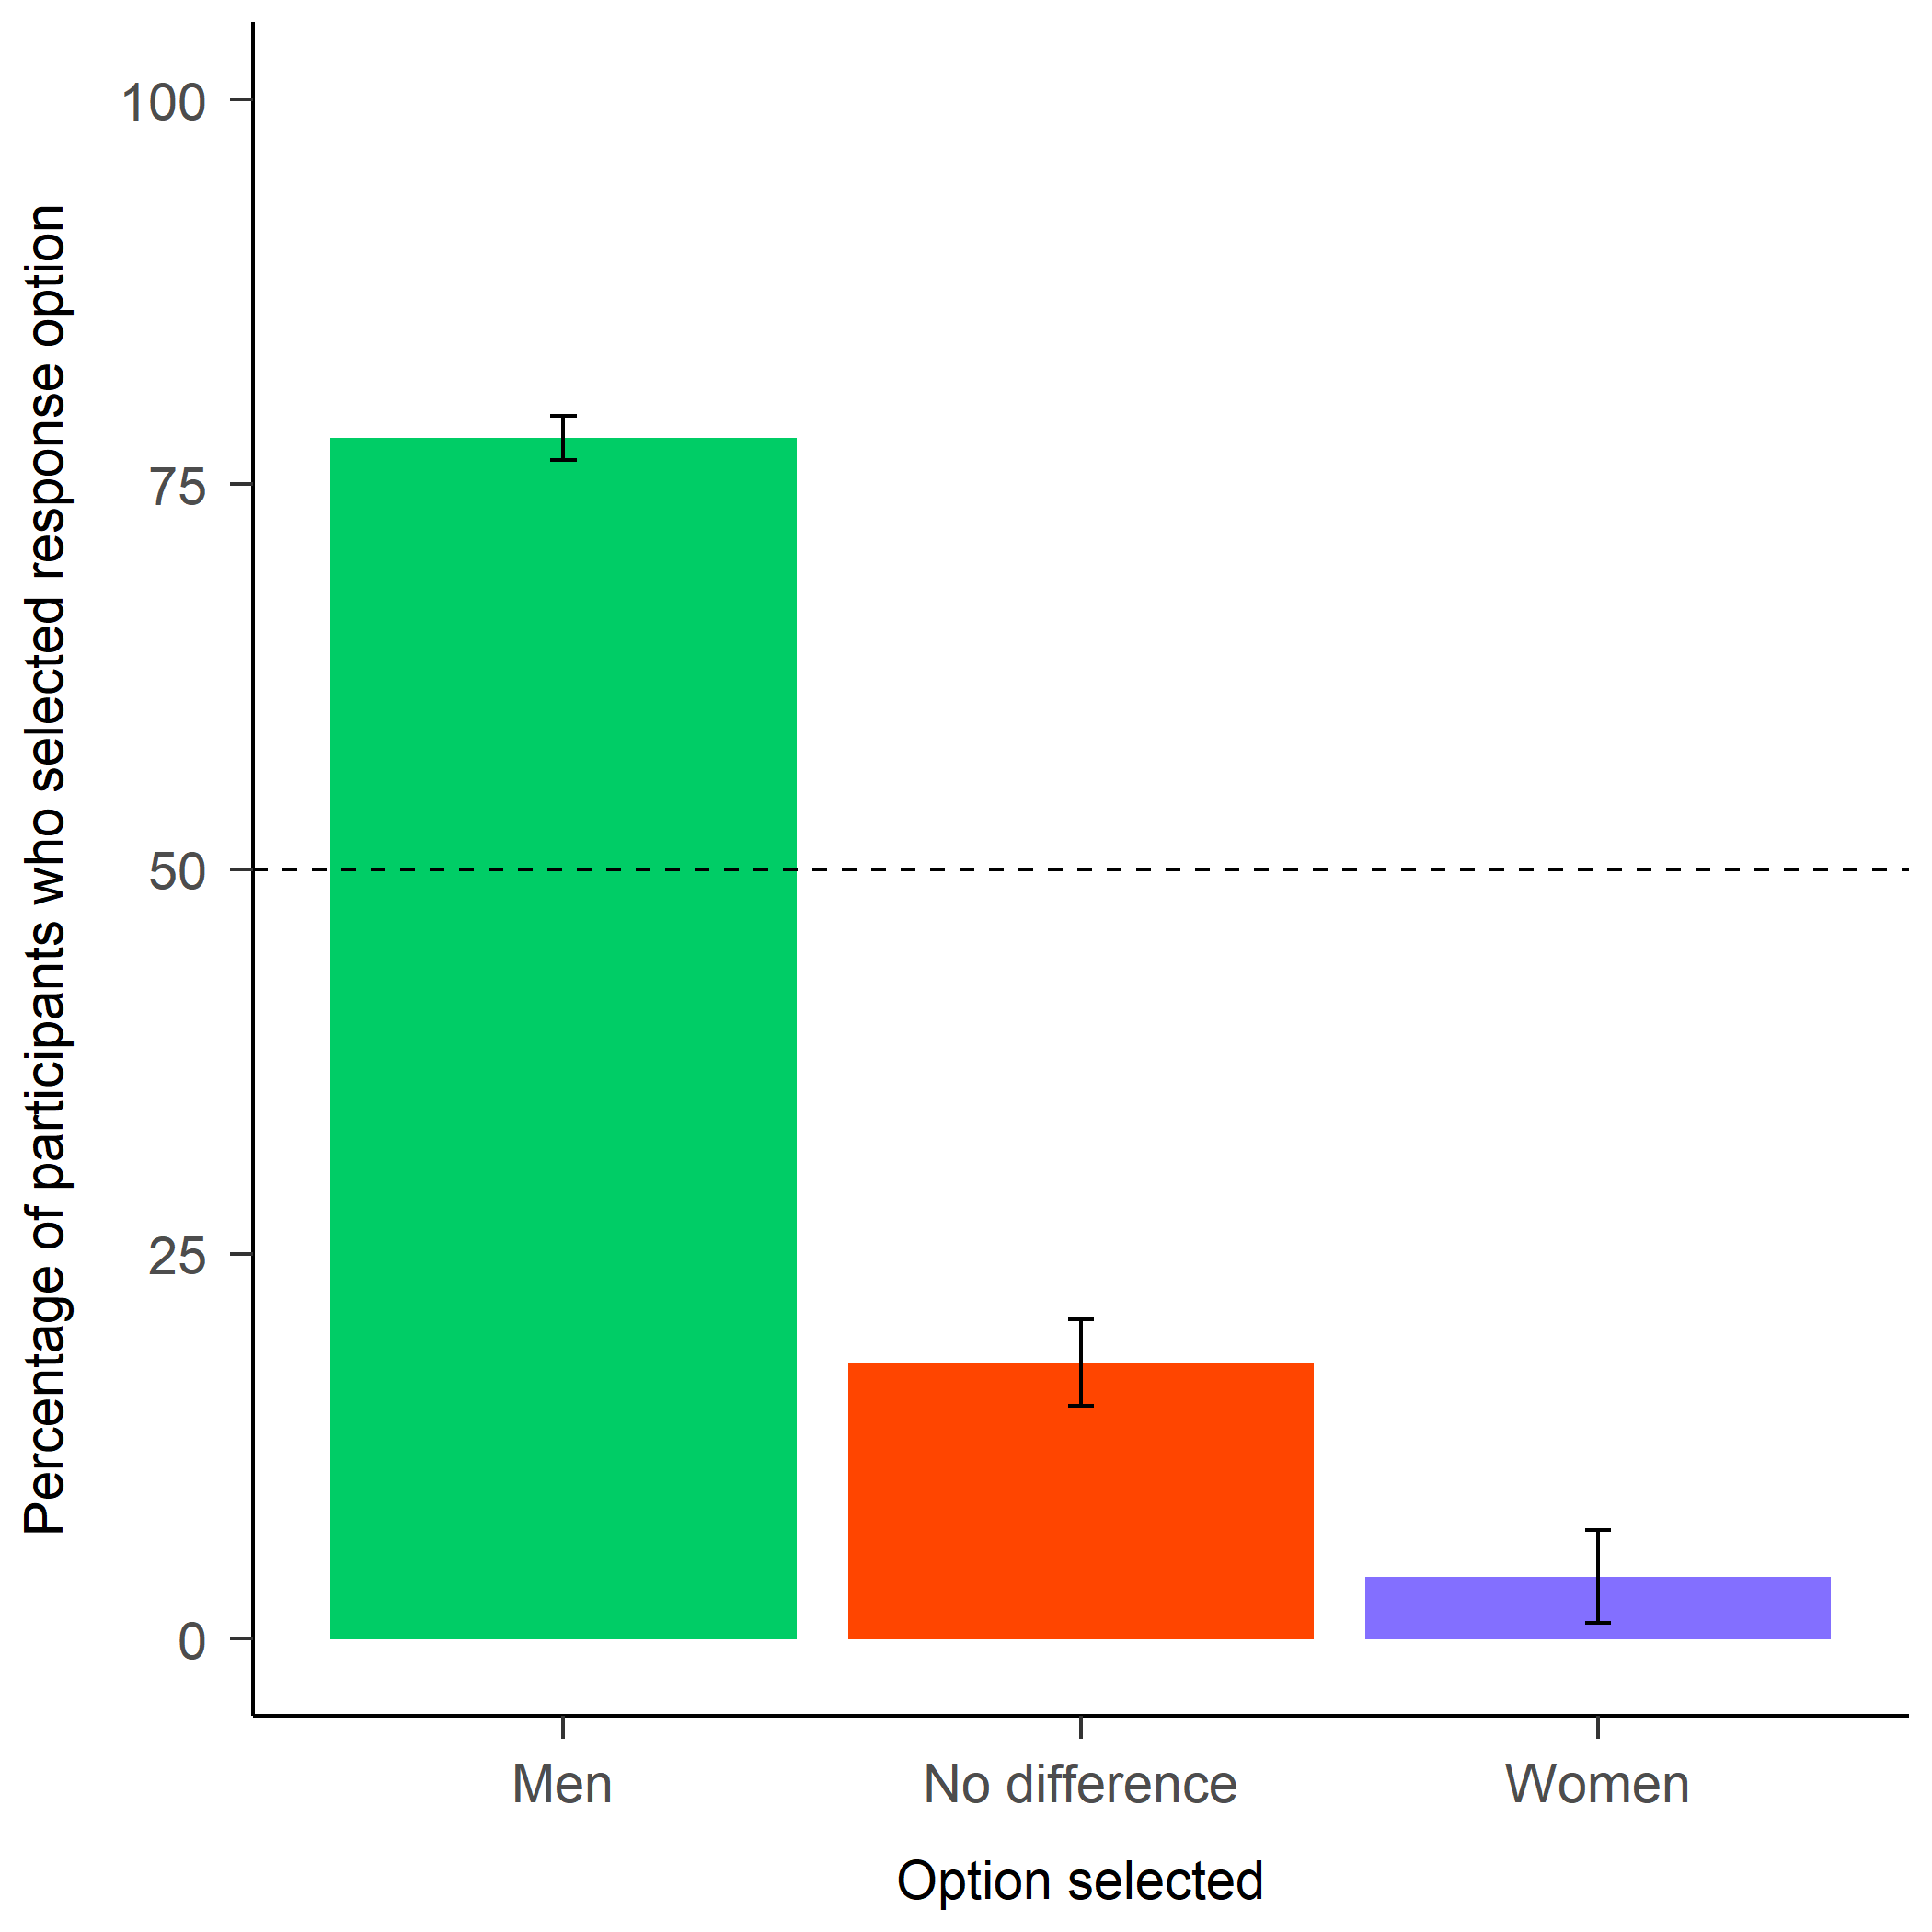 Percentage of participants who selected response option
100
75
50
25
0
Men
No difference
Women
Option selected